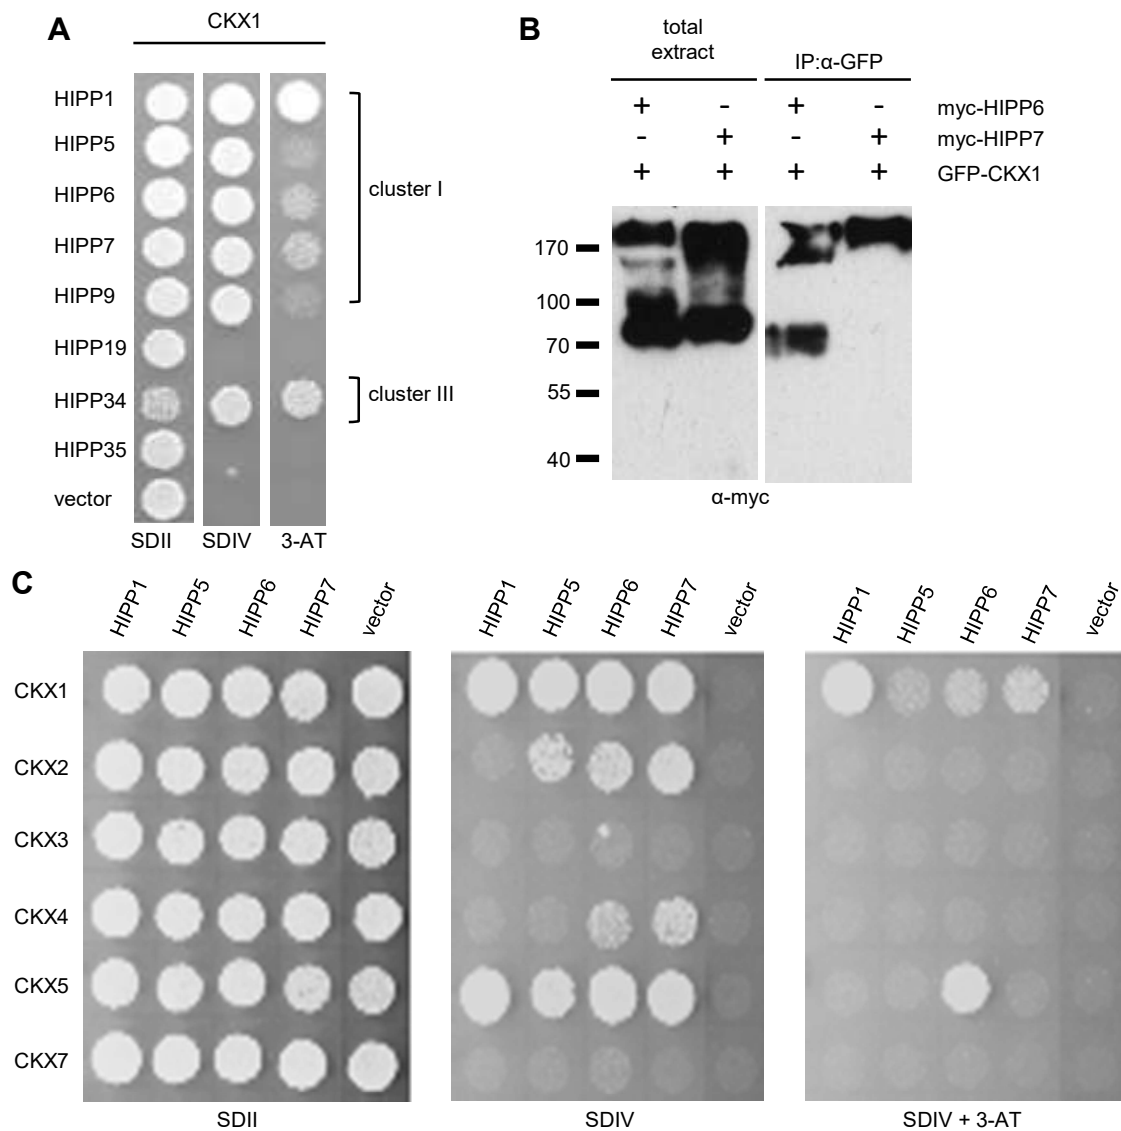 A
CKX1
HIPP1
HIPP5
HIPP6
HIPP7
HIPP9
HIPP19
HIPP34
HIPP35
vector
cluster I
cluster III
SDII SDIV 3-AT
B
total
extract
IP:α-GFP
+ - + - myc-HIPP6
- + - + myc-HIPP7
+ + + + GFP-CKX1
170
100
70
55
40
α-myc
C
HIPP1 HIPP5 HIPP6 HIPP7 vector HIPP1 HIPP5 HIPP6 HIPP7 vector HIPP1 HIPP5 HIPP6 HIPP7 vector
CKX1
CKX2
CKX3
CKX4
CKX5
CKX7
SDII SDIV SDIV + 3-AT